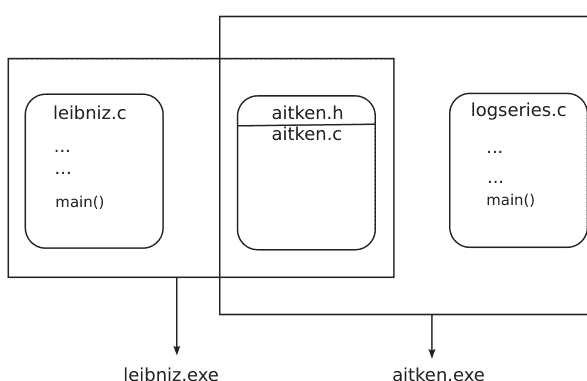 leibniz.c
...
...
main()
aitken.h
aitken.c
logseries.c
...
...
main()
leibniz.exe
aitken.exe